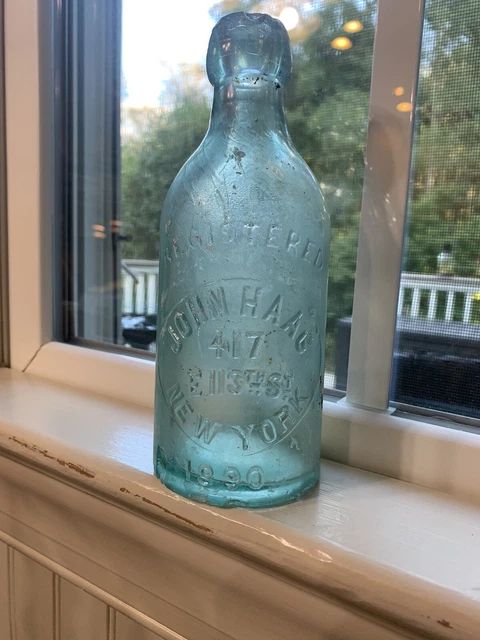 REGISTERED
JOHN HAAG
417
E. 113TH ST.
NEW YORK
1890